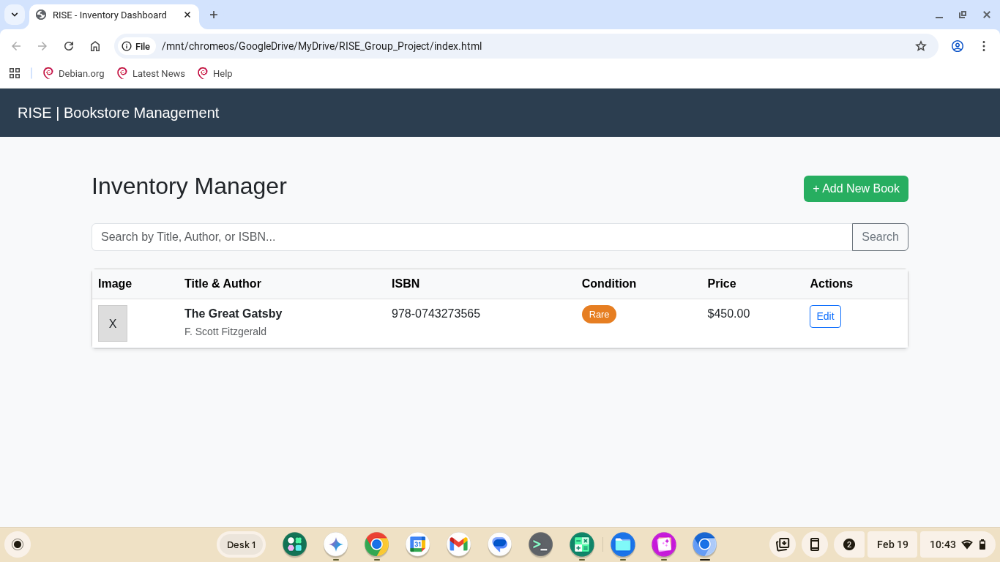 RISE - Inventory Dashboard
File /mnt/chromeos/GoogleDrive/MyDrive/RISE_Group_Project/index.html
Debian.org Latest News Help
RISE | Bookstore Management
Inventory Manager
+ Add New Book
Search by Title, Author, or ISBN... Search
Image Title & Author ISBN Condition Price Actions
X The Great Gatsby 978-0743273565 Rare $450.00 Edit
F. Scott Fitzgerald
Desk 1 31 >_ 2 Feb 19 10:43